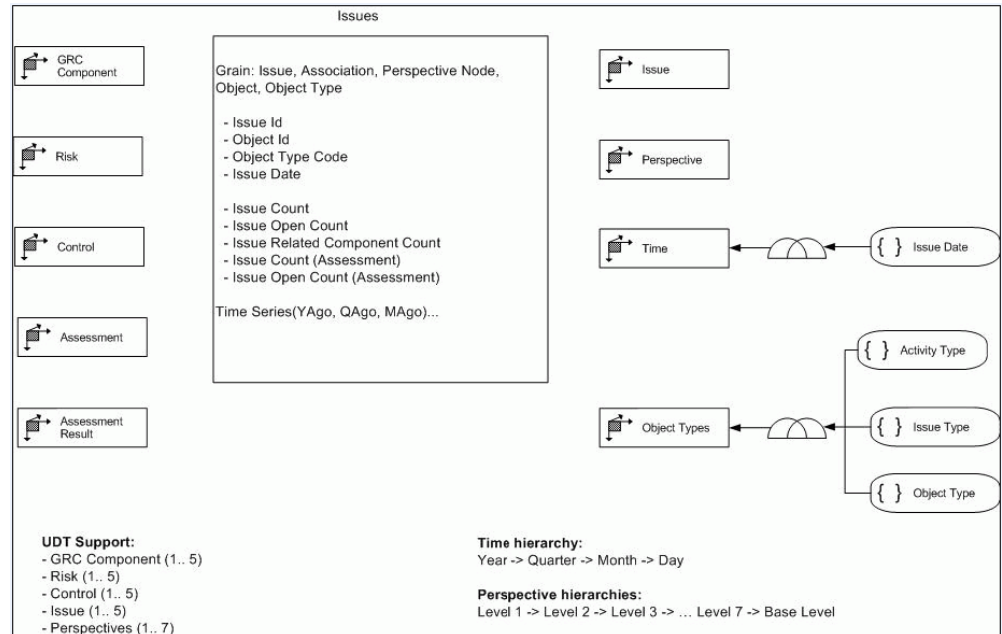 Issues
GRC
Component
Risk
Control
Assessment
Assessment
Result
Grain: Issue, Association, Perspective Node,
Object, Object Type
- Issue Id
- Object Id
- Object Type Code
- Issue Date
- Issue Count
- Issue Open Count
- Issue Related Component Count
- Issue Count (Assessment)
- Issue Open Count (Assessment)
Time Series(YAgo, QAgo, MAgo)...
Issue
Perspective
Time
{ } Issue Date
Object Types
{ } Activity Type
{ } Issue Type
{ } Object Type
UDT Support:
- GRC Component (1.. 5)
- Risk (1.. 5)
- Control (1.. 5)
- Issue (1.. 5)
- Perspectives (1.. 7)
Time hierarchy:
Year -> Quarter -> Month -> Day
Perspective hierarchies:
Level 1 -> Level 2 -> Level 3 -> ... Level 7 -> Base Level